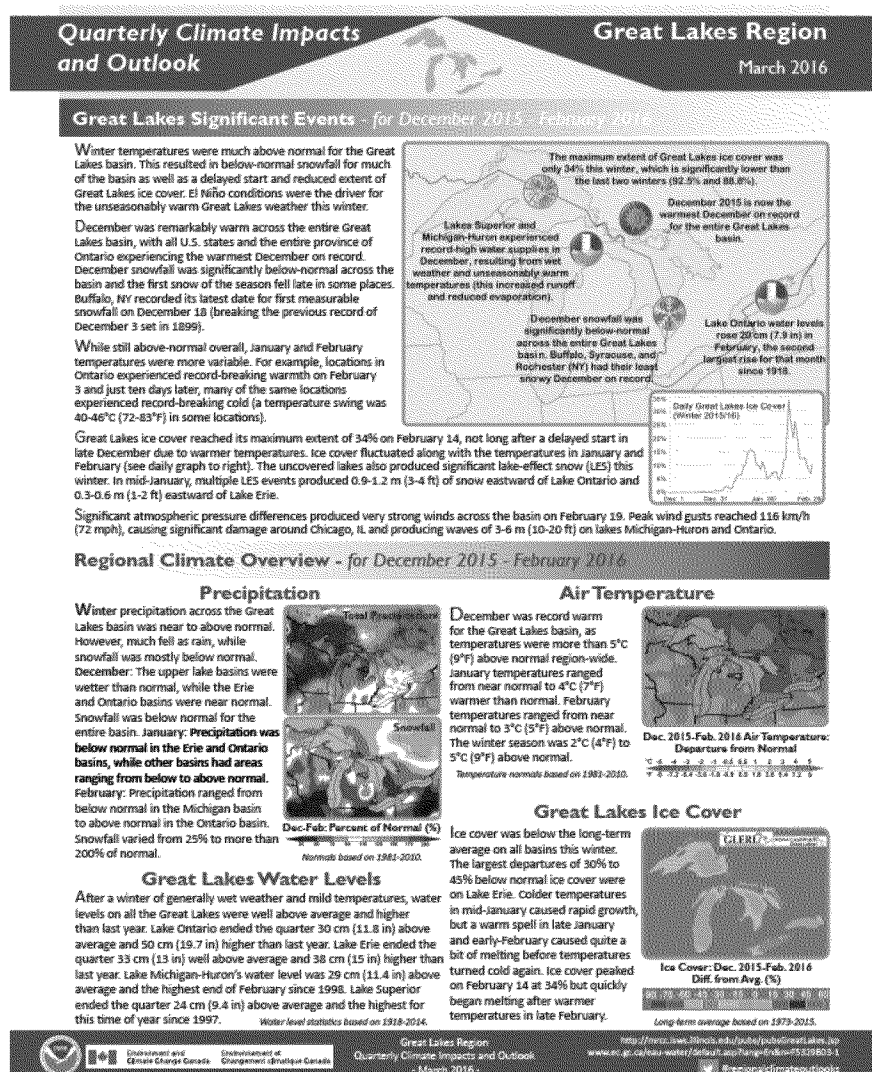 Quarterly Climate Impacts
and Outlook
Great Lakes Region
March 2016
Great Lakes Significant Events - for December 2015 - February 2016
Winter temperatures were much above normal for the Great
Lakes basin. This resulted in below-normal snowfall for much
of the basin as well as a delayed start and reduced extent of
Great Lakes ice cover. El Niño conditions were the driver for
the unseasonably warm Great Lakes weather this winter.
December was remarkably warm across the entire Great
Lakes basin, with all U.S. states and the entire province of
Ontario experiencing the warmest December on record.
December snowfall was significantly below-normal across the
basin and the first snow of the season fell late in some places.
Buffalo, NY recorded its latest date for first measurable
snowfall on December 18 (breaking the previous record of
December 3 set in 1899).
While still above-normal overall, January and February
temperatures were more variable. For example, locations in
Ontario experienced record-breaking warmth on February
3 and just ten days later, many of the same locations
experienced record-breaking cold (a temperature swing was
40-46°C (72-83°F) in some locations).
The maximum extent of Great Lakes ice cover was
only 34% this winter, which is significantly lower than
the last two winters (92.5% and 88.8%).
December 2015 is now the
warmest December on record
for the entire Great Lakes
basin.
Lakes Superior and
Michigan-Huron experienced
record-high water supplies in
December, resulting from wet
weather and unseasonably warm
temperatures (this increased runoff
and reduced evaporation).
December snowfall was
significantly below-normal
across the entire Great Lakes
basin. Buffalo, Syracuse, and
Rochester (NY) had their least
snowy December on record.
Lake Ontario water levels
rose 20 cm (7.9 in) in
February, the second
largest rise for that month
since 1918.
Daily Great Lakes Ice Cover
(Winter 2015/16)
Great Lakes ice cover reached its maximum extent of 34% on February 14, not long after a delayed start in
late December due to warmer temperatures. Ice cover fluctuated along with the temperatures in January and
February (see daily graph to right). The uncovered lakes also produced significant lake-effect snow (LES) this
winter. In mid-January, multiple LES events produced 0.9-1.2 m (3-4 ft) of snow eastward of Lake Ontario and
0.3-0.6 m (1-2 ft) eastward of Lake Erie.
Significant atmospheric pressure differences produced very strong winds across the basin on February 19. Peak wind gusts reached 116 km/h
(72 mph), causing significant damage around Chicago, IL and producing waves of 3-6 m (10-20 ft) on lakes Michigan-Huron and Ontario.
Regional Climate Overview - for December 2015 - February 2016
Precipitation
Winter precipitation across the Great
Lakes basin was near to above normal.
However, much fell as rain, while
snowfall was mostly below normal.
December: The upper lake basins were
wetter than normal, while the Erie
and Ontario basins were near normal.
Snowfall was below normal for the
entire basin. January: Precipitation was
below normal in the Erie and Ontario
basins, while other basins had areas
ranging from below to above normal.
February: Precipitation ranged from
below normal in the Michigan basin
to above normal in the Ontario basin.
Snowfall varied from 25% to more than
200% of normal.
Total Precipitation
Snowfall
Dec-Feb: Percent of Normal (%)
Normals based on 1981-2010.
Air Temperature
December was record warm
for the Great Lakes basin, as
temperatures were more than 5°C
(9°F) above normal region-wide.
January temperatures ranged
from near normal to 4°C (7°F)
warmer than normal. February
temperatures ranged from near
normal to 3°C (5°F) above normal.
The winter season was 2°C (4°F) to
5°C (9°F) above normal.
Temperature normals based on 1981-2010.
Dec. 2015-Feb. 2016 Air Temperature:
Departure from Normal
Great Lakes Water Levels
After a winter of generally wet weather and mild temperatures, water
levels on all the Great Lakes were well above average and higher
than last year. Lake Ontario ended the quarter 30 cm (11.8 in) above
average and 50 cm (19.7 in) higher than last year. Lake Erie ended the
quarter 33 cm (13 in) well above average and 38 cm (15 in) higher than
last year. Lake Michigan-Huron's water level was 29 cm (11.4 in) above
average and the highest end of February since 1998. Lake Superior
ended the quarter 24 cm (9.4 in) above average and the highest for
this time of year since 1997.
Water level statistics based on 1918-2014.
Great Lakes Ice Cover
Ice cover was below the long-term
average on all basins this winter.
The largest departures of 30% to
45% below normal ice cover were
on Lake Erie. Colder temperatures
in mid-January caused rapid growth,
but a warm spell in late January
and early-February caused quite a
bit of melting before temperatures
turned cold again. Ice cover peaked
on February 14 at 34% but quickly
began melting after warmer
temperatures in late February.
GLERL
Ice Cover: Dec. 2015-Feb. 2016
Diff. from Avg. (%)
Long-term average based on 1973-2015.
Environment and
Climate Change Canada
Environnement et
Changement climatique Canada
Great Lakes Region
Quarterly Climate Impacts and Outlook
- March 2016 -